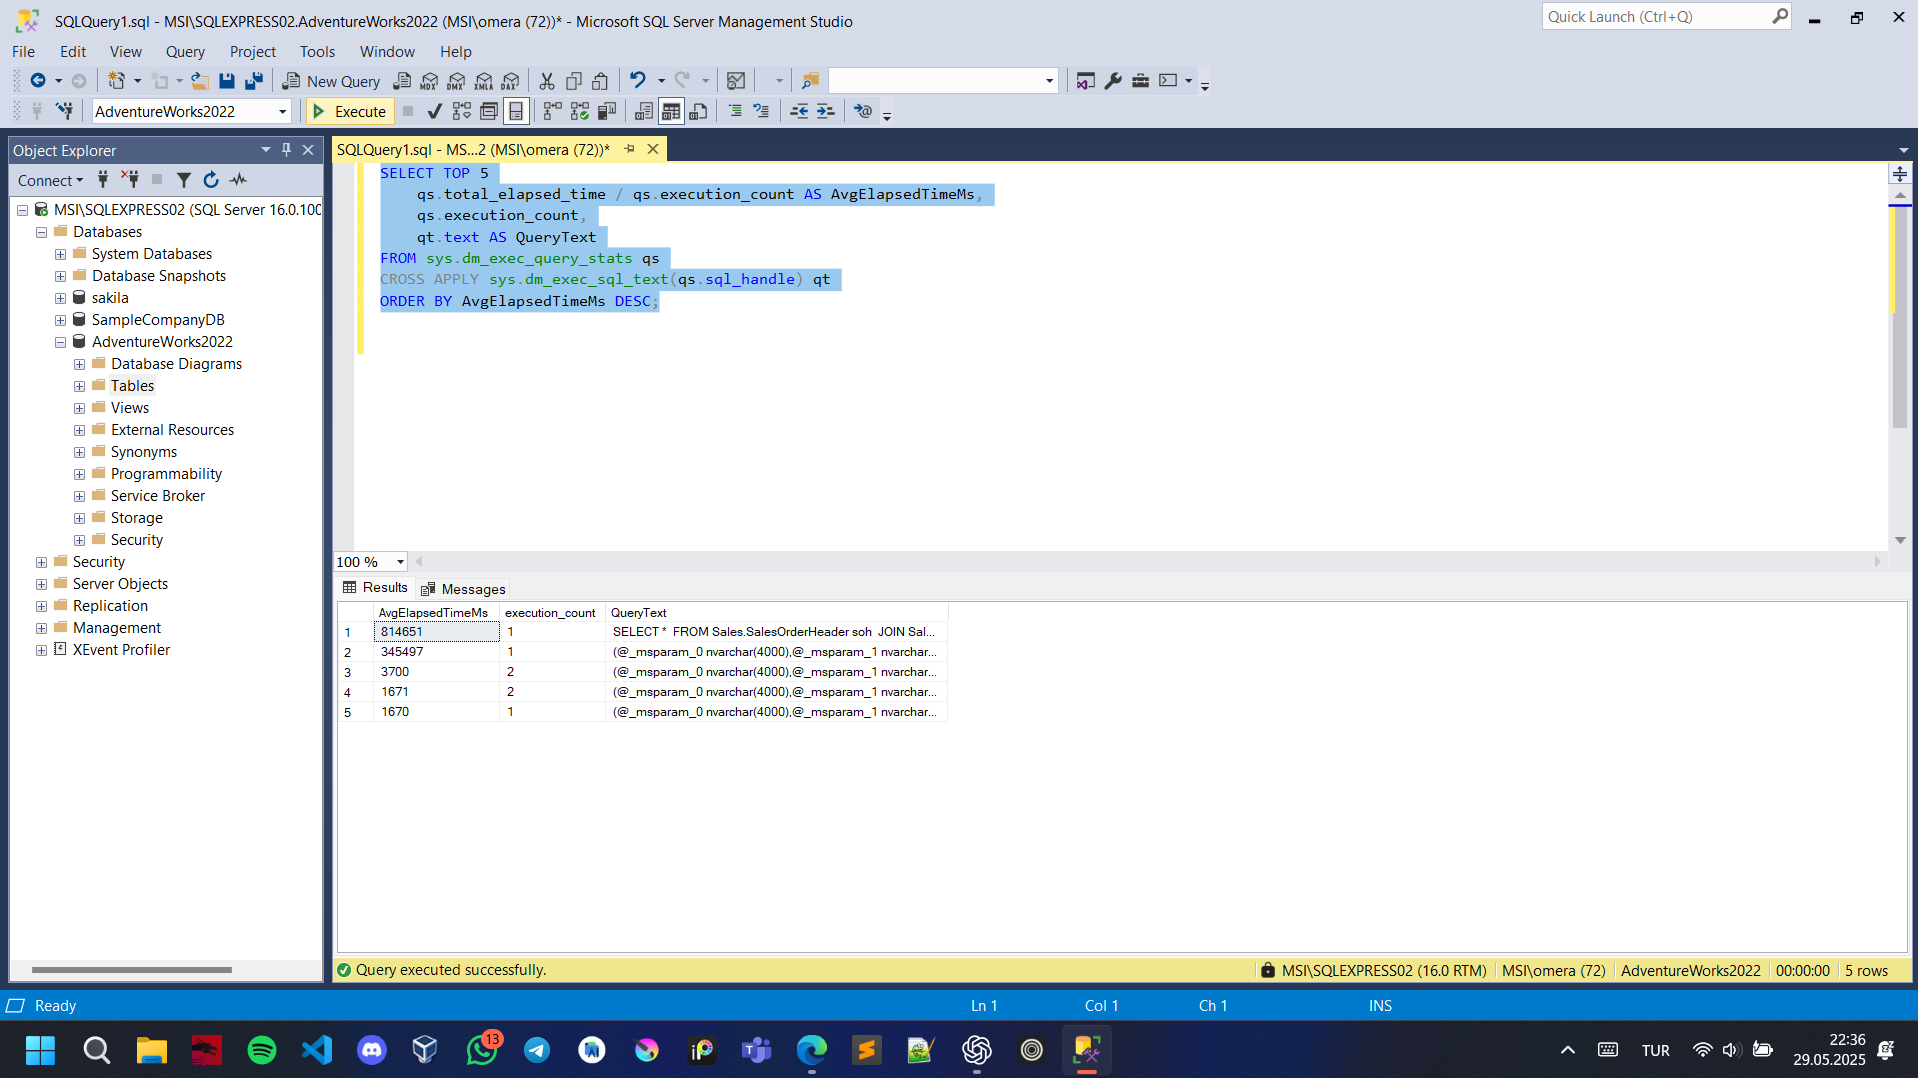 SQLQuery1.sql - MSI\SQLEXPRESS02.AdventureWorks2022 (MSI\omera (72))* - Microsoft SQL Server Management Studio
Quick Launch (Ctrl+Q)
File Edit View Query Project Tools Window Help
New Query MDX DMX XMLA DAX
AdventureWorks2022 Execute
Object Explorer
Connect
MSI\SQLEXPRESS02 (SQL Server 16.0.100
Databases
System Databases
Database Snapshots
sakila
SampleCompanyDB
AdventureWorks2022
Database Diagrams
Tables
Views
External Resources
Synonyms
Programmability
Service Broker
Storage
Security
Security
Server Objects
Replication
Management
XEvent Profiler
SQLQuery1.sql - MS...2 (MSI\omera (72))*
SELECT TOP 5
qs.total_elapsed_time / qs.execution_count AS AvgElapsedTimeMs,
qs.execution_count,
qt.text AS QueryText
FROM sys.dm_exec_query_stats qs
CROSS APPLY sys.dm_exec_sql_text(qs.sql_handle) qt
ORDER BY AvgElapsedTimeMs DESC;
100 %
Results Messages
AvgElapsedTimeMs execution_count QueryText
1 814651 1 SELECT * FROM Sales.SalesOrderHeader soh JOIN Sal...
2 345497 1 (@_msparam_0 nvarchar(4000),@_msparam_1 nvarchar...
3 3700 2 (@_msparam_0 nvarchar(4000),@_msparam_1 nvarchar...
4 1671 2 (@_msparam_0 nvarchar(4000),@_msparam_1 nvarchar...
5 1670 1 (@_msparam_0 nvarchar(4000),@_msparam_1 nvarchar...
Query executed successfully.
MSI\SQLEXPRESS02 (16.0 RTM) MSI\omera (72) AdventureWorks2022 00:00:00 5 rows
Ready Ln 1 Col 1 Ch 1 INS
13
TUR
22:36
29.05.2025